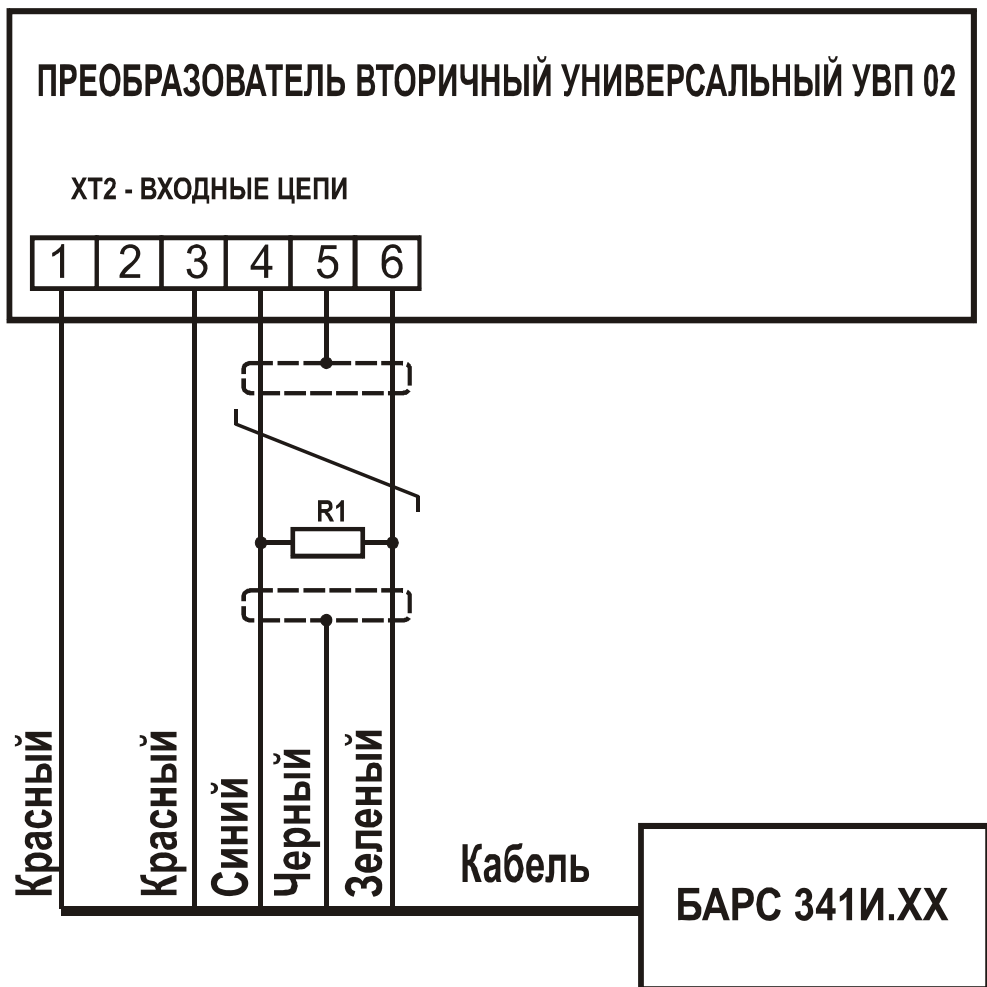 ПРЕОБРАЗОВАТЕЛЬ ВТОРИЧНЫЙ УНИВЕРСАЛЬНЫЙ УВП 02
ХТ2 - ВХОДНЫЕ ЦЕПИ
1 2 3 4 5 6
R1
Красный
Красный
Синий
Черный
Зеленый
Кабель
БАРС 341И.ХХ